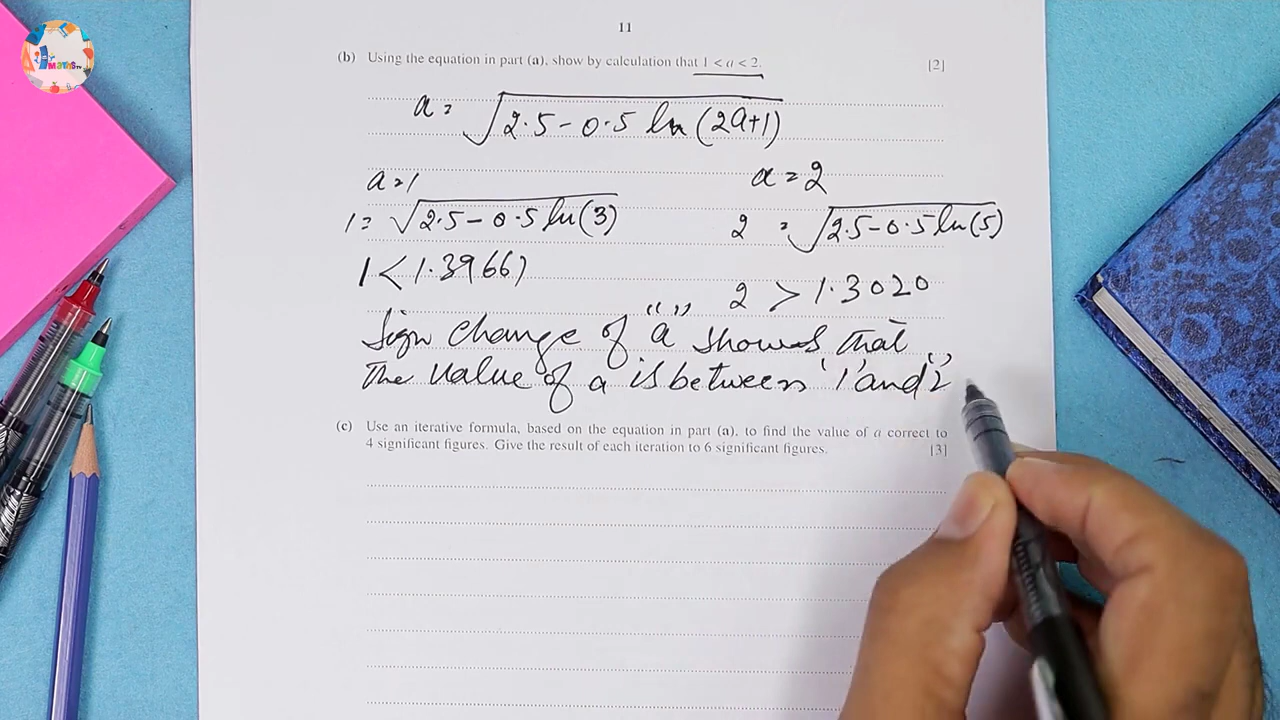 11
(b) Using the equation in part (a), show by calculation that 1 < a < 2. [2]
a = √(2.5 - 0.5 ln (2a+1))
a = 1
a = 2
1 = √(2.5 - 0.5 ln(3))
2 = √(2.5 - 0.5 ln(5))
1 < 1.39667
2 > 1.3020
Sign change of "a" showed that
the value of a is between '1' and '2'
(c) Use an iterative formula, based on the equation in part (a), to find the value of a correct to
4 significant figures. Give the result of each iteration to 6 significant figures. [3]